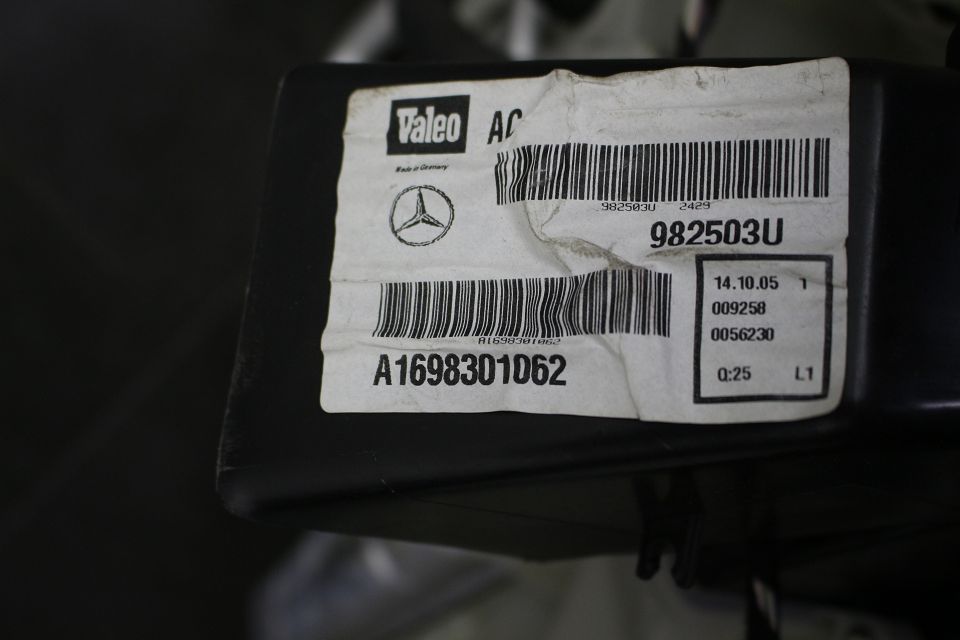 Valeo AC
Made in Germany
982503U 2429
982503U
14.10.05 1
009258
0056230
Q:25 L1
A1698301062
A1698301062